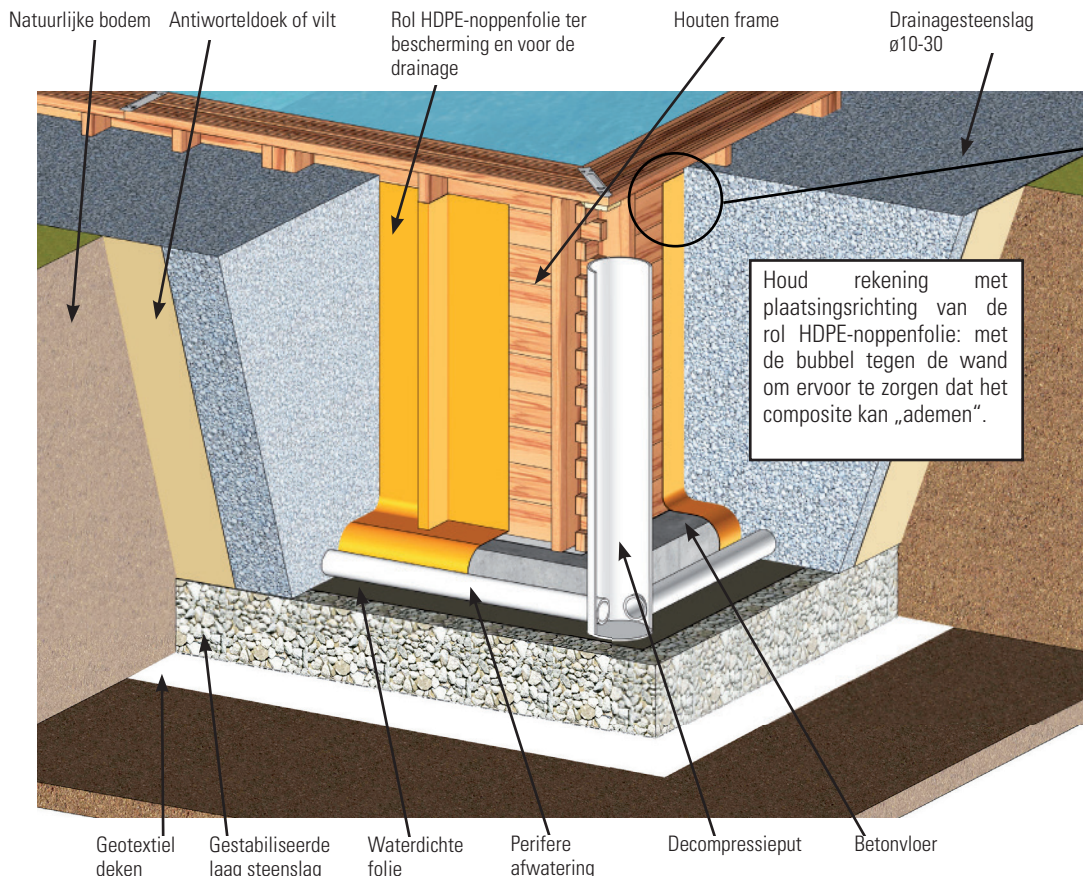 Natuurlijke bodem
Antiworteldoek of vilt
Rol HDPE-noppenfolie ter
bescherming en voor de
drainage
Houten frame
Drainagesteenslag
ø10-30
Houd rekening met
plaatsingsrichting van de
rol HDPE-noppenfolie: met
de bubbel tegen de wand
om ervoor te zorgen dat het
composite kan „ademen“.
Geotextiel
deken
Gestabiliseerde
laag steenslag
Waterdichte
folie
Perifere
afwatering
Decompressieput
Betonvloer